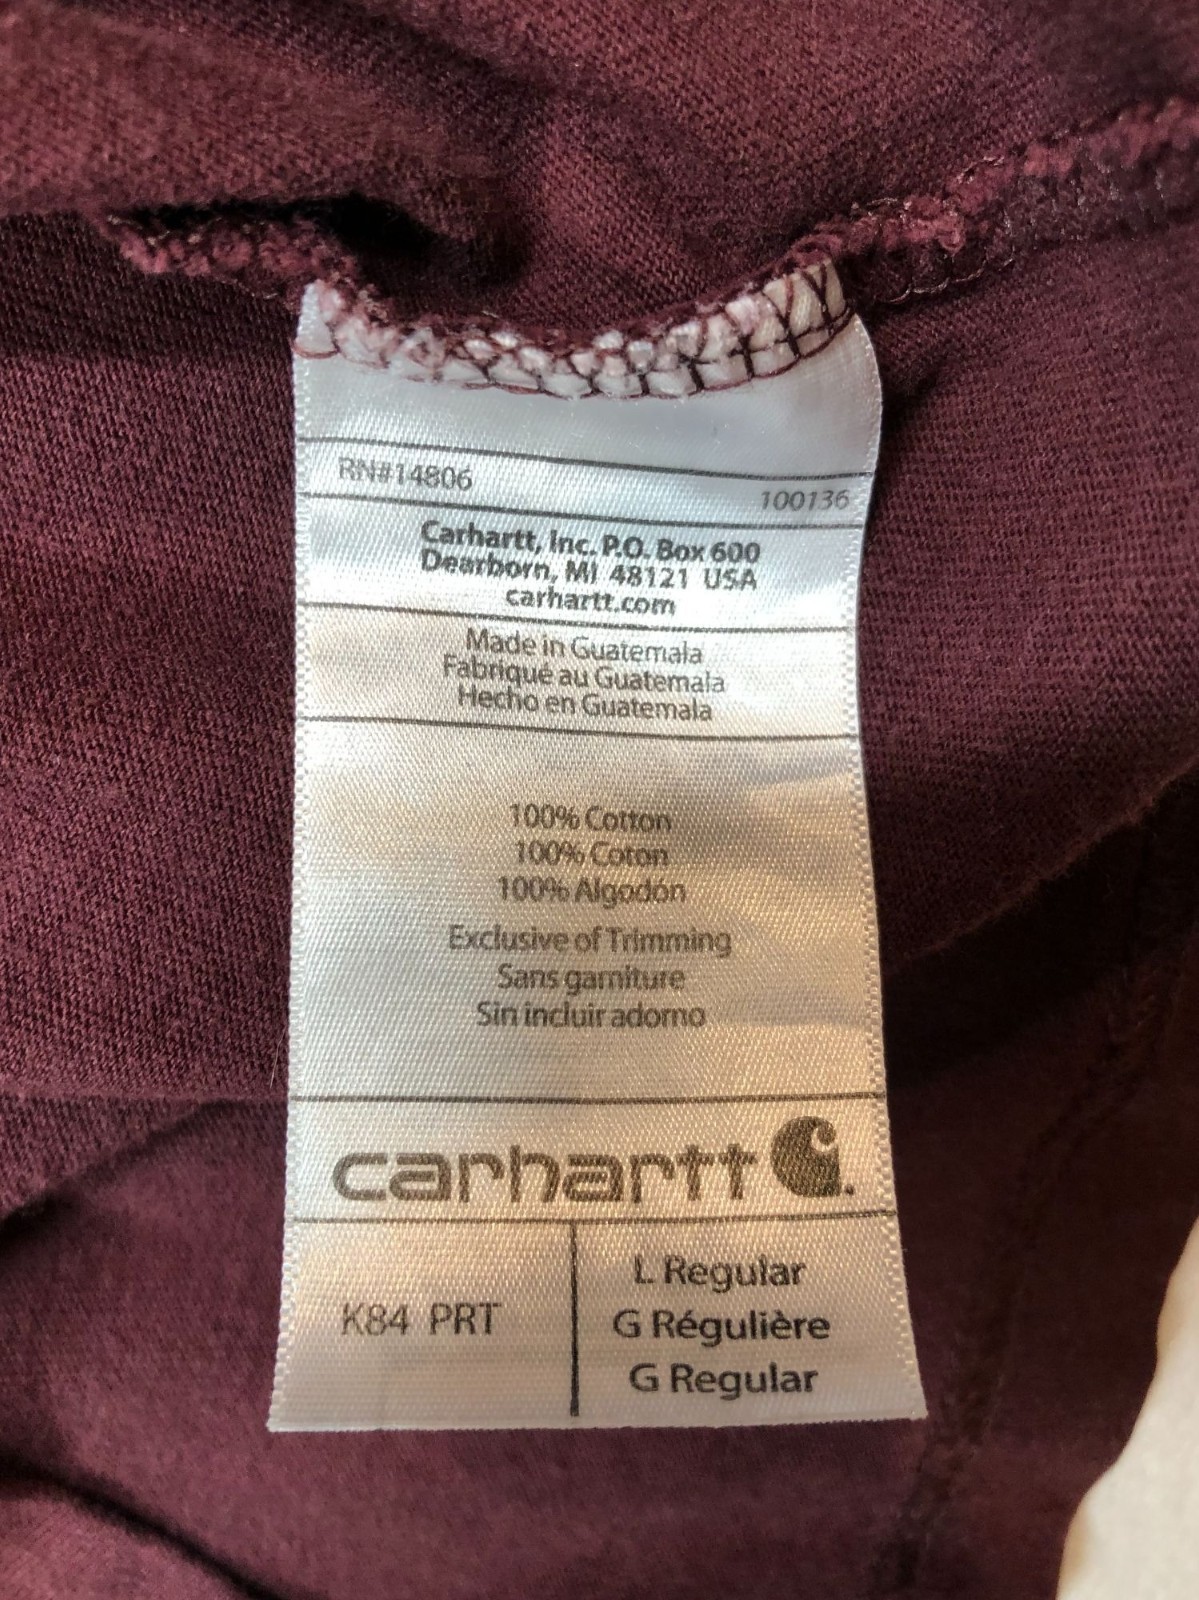 RN#14806
100136
Carhartt, Inc. P.O. Box 600
Dearborn, MI 48121 USA
carhartt.com
Made in Guatemala
Fabriqué au Guatemala
Hecho en Guatemala
100% Cotton
100% Coton
100% Algodón
Exclusive of Trimming
Sans garniture
Sin incluir adorno
carhartt
K84 PRT
L Regular
G Régulière
G Regular